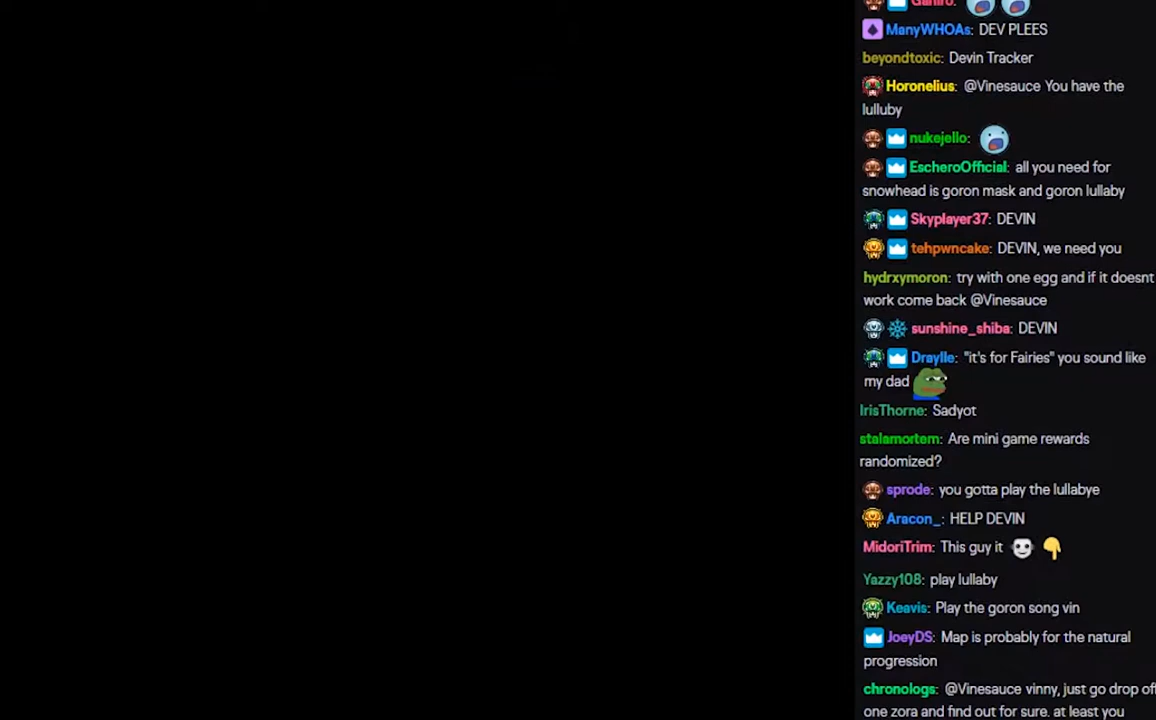 Ganiro:
ManyWHOAs: DEV PLEES
beyondtoxic: Devin Tracker
Horonelius: @Vinesauce You have the
lulluby
nukejello:
EscheroOfficial: all you need for
snowhead is goron mask and goron lullaby
Skyplayer37: DEVIN
tehpwncake: DEVIN, we need you
hydrxymoron: try with one egg and if it doesnt
work come back @Vinesauce
sunshine_shiba: DEVIN
Draylle: "it's for Fairies" you sound like
my dad
IrisThorne: Sadyot
stalamortem: Are mini game rewards
randomized?
sprode: you gotta play the lullabye
Aracon_: HELP DEVIN
MidoriTrim: This guy it
Yazzy108: play lullaby
Keavis: Play the goron song vin
JoeyDS: Map is probably for the natural
progression
chronologs: @Vinesauce vinny, just go drop off
one zora and find out for sure. at least you